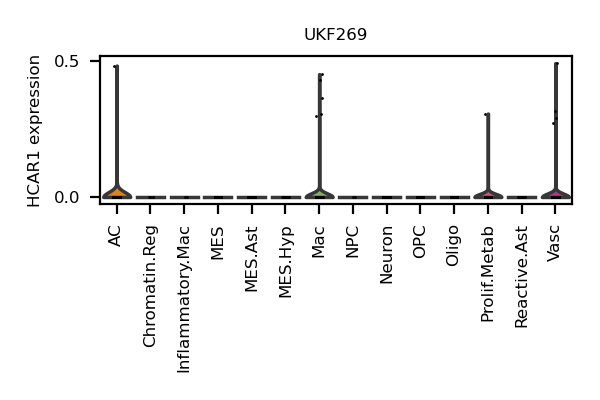 UKF269
HCAR1 expression
0.5
0.0
AC
Chromatin.Reg
Inflammatory.Mac
MES
MES.Ast
MES.Hyp
Mac
NPC
Neuron
OPC
Oligo
Prolif.Metab
Reactive.Ast
Vasc